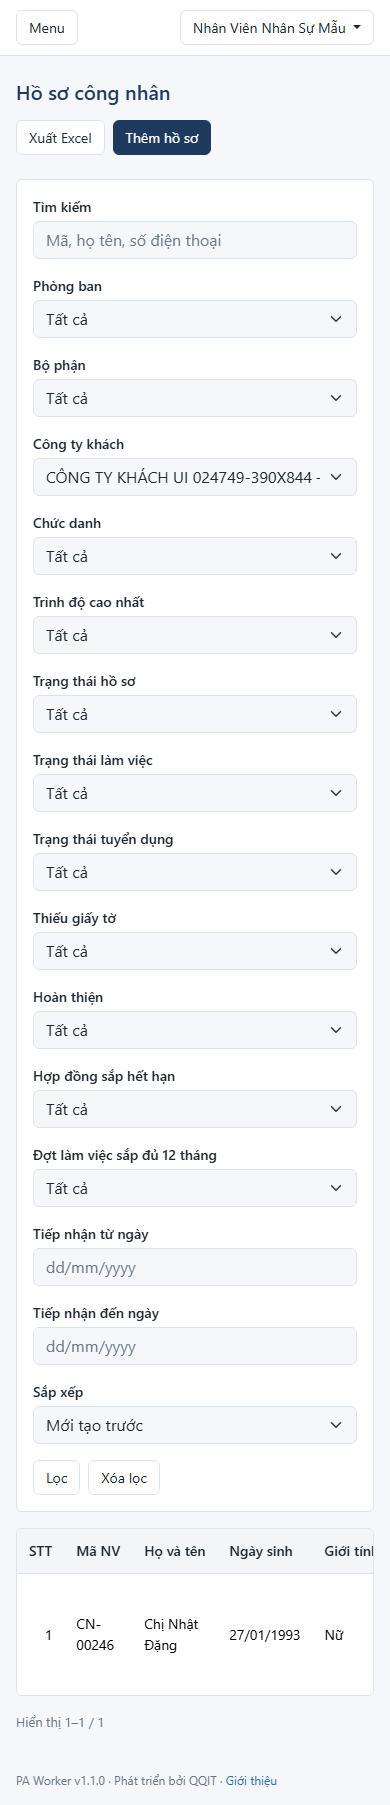 Menu
Nhân Viên Nhân Sự Mẫu
Hồ sơ công nhân
Xuất Excel
Thêm hồ sơ
Tìm kiếm
Mã, họ tên, số điện thoại
Phòng ban
Tất cả
Bộ phận
Tất cả
Công ty khách
CÔNG TY KHÁCH UI 024749-390X844 -
Chức danh
Tất cả
Trình độ cao nhất
Tất cả
Trạng thái hồ sơ
Tất cả
Trạng thái làm việc
Tất cả
Trạng thái tuyển dụng
Tất cả
Thiếu giấy tờ
Tất cả
Hoàn thiện
Tất cả
Hợp đồng sắp hết hạn
Tất cả
Đợt làm việc sắp đủ 12 tháng
Tất cả
Tiếp nhận từ ngày
dd/mm/yyyy
Tiếp nhận đến ngày
dd/mm/yyyy
Sắp xếp
Mới tạo trước
Lọc
Xóa lọc
STT Mã NV Họ và tên Ngày sinh Giới tính
1 CN-00246 Chị Nhật Đặng 27/01/1993 Nữ
Hiển thị 1–1 / 1
PA Worker v1.1.0 · Phát triển bởi QQIT · Giới thiệu